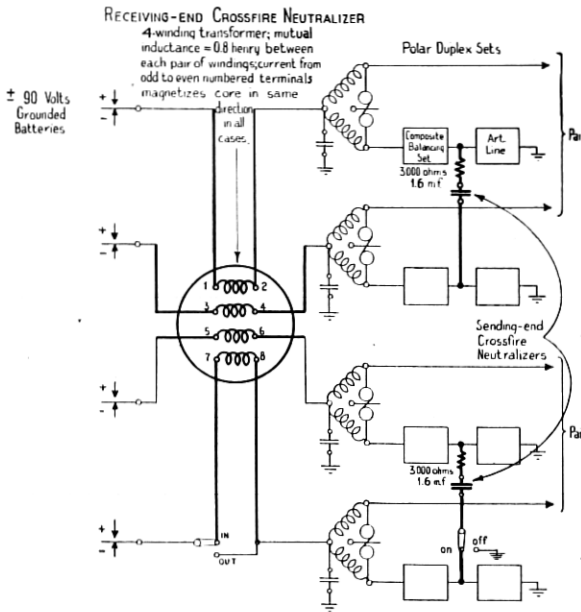 RECEIVING-END CROSSFIRE NEUTRALIZER
4-winding transformer; mutual
inductance = 0.8 henry between
each pair of windings; current from
odd to even numbered terminals
magnetizes core in same
direction
in all
cases.
± 90 Volts
Grounded
Batteries
Polar Duplex Sets
+
-
Composite
Balancing
Set
Art.
Line
3000 ohms
1.6 mf
Par
+
-
1
2
3
4
5
6
7
8
Sending-end
Crossfire
Neutralizers
+
-
3000 ohms
1.6 mf
Par
+
-
IN
OUT
on
off